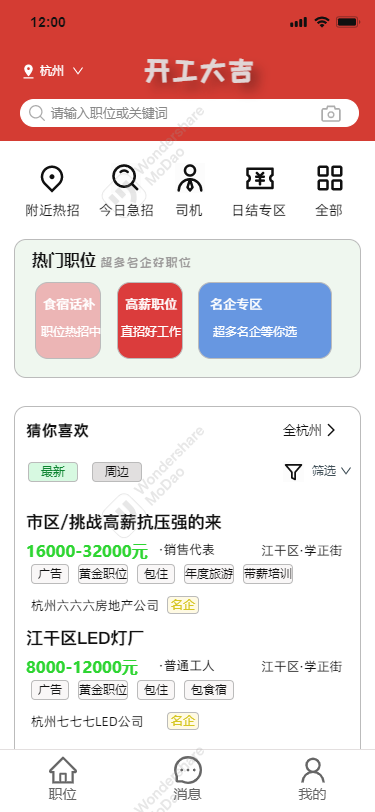 12:00
杭州
开工大吉
请输入职位或关键词
附近热招 今日急招 司机 日结专区 全部
热门职位 超多名企好职位
食宿话补 高薪职位 名企专区
职位热招中 直招好工作 超多名企等你选
猜你喜欢 全杭州
最新 周边 筛选
市区/挑战高薪抗压强的来
16000-32000元 ·销售代表 江干区·学正街
广告 黄金职位 包住 年度旅游 带薪培训
杭州六六六房地产公司 名企
江干区LED灯厂
8000-12000元 ·普通工人 江干区·学正街
广告 黄金职位 包住 包食宿
杭州七七七LED公司 名企
职位 消息 我的
Wondershare
MoDao
Wondershare
MoDao
Wondershare
MoDao